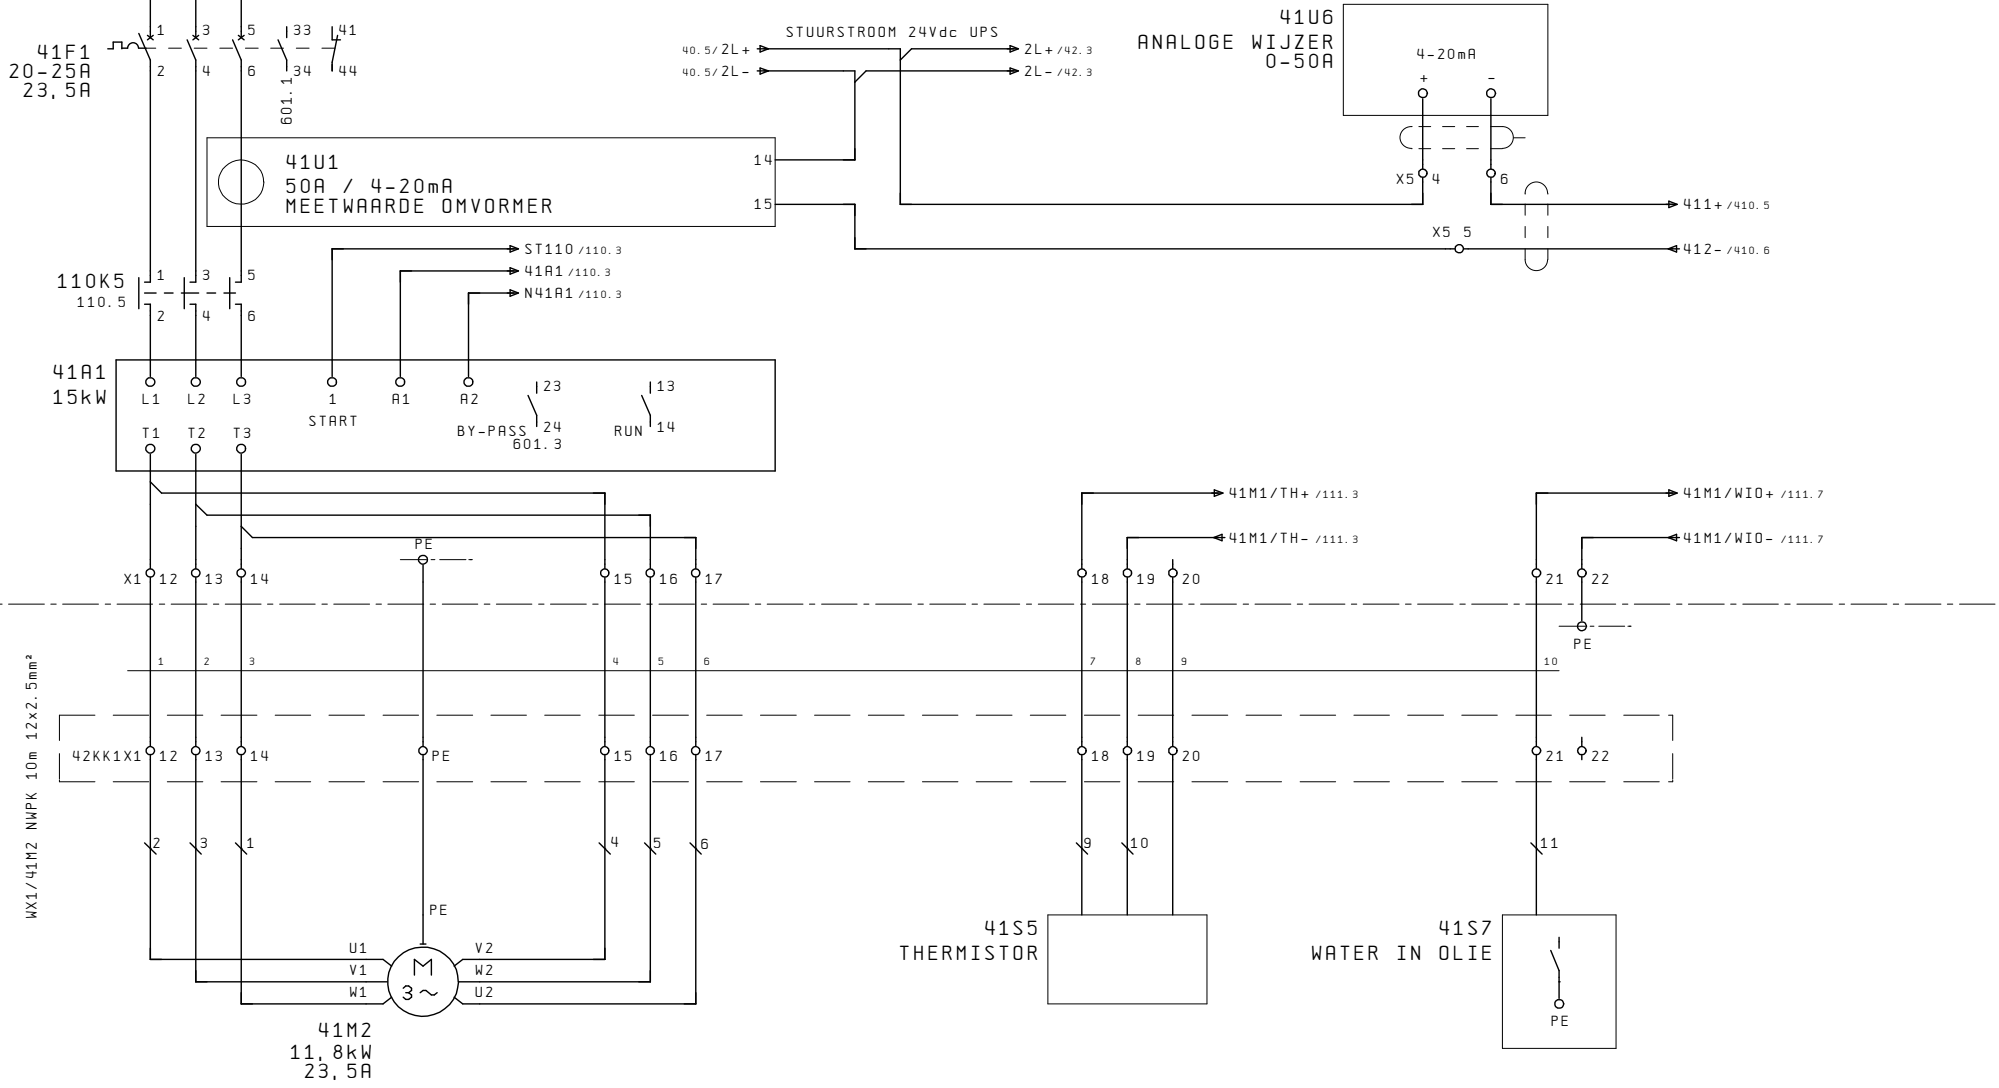 1 3 5 33 41
41F1
20-25A
23,5A
2 4 6 34 44
601.1
STUURSTROOM 24Vdc UPS
40.5/2L+ 2L+/42.3
40.5/2L- 2L-/42.3
41U6
ANALOGE WIJZER
0-50A
4-20mA
+ -
41U1
50A / 4-20mA
MEETWAARDE OMVORMER
14
15
X5 4 6
411+/410.5
X5 5
412-/410.6
ST110/110.3
41A1/110.3
N41A1/110.3
110K5
110.5
1 3 5
2 4 6
41A1
15kW
L1 L2 L3 1 A1 A2
START
23
BY-PASS 24
601.3
13
RUN 14
T1 T2 T3
41M1/TH+/111.3
41M1/TH-/111.3
41M1/WIO+/111.7
41M1/WIO-/111.7
PE
X1 12 13 14 15 16 17 18 19 20 21 22
PE
1 2 3 4 5 6 7 8 9 10
WX1/41M2 NWPK 10m 12x2.5mm²
42KK1X1 12 13 14 PE 15 16 17 18 19 20 21 22
2 3 1 4 5 6 9 10 11
PE
U1 V2
V1 W2
W1 U2
M
3~
41M2
11,8kW
23,5A
41S5
THERMISTOR
41S7
WATER IN OLIE
PE